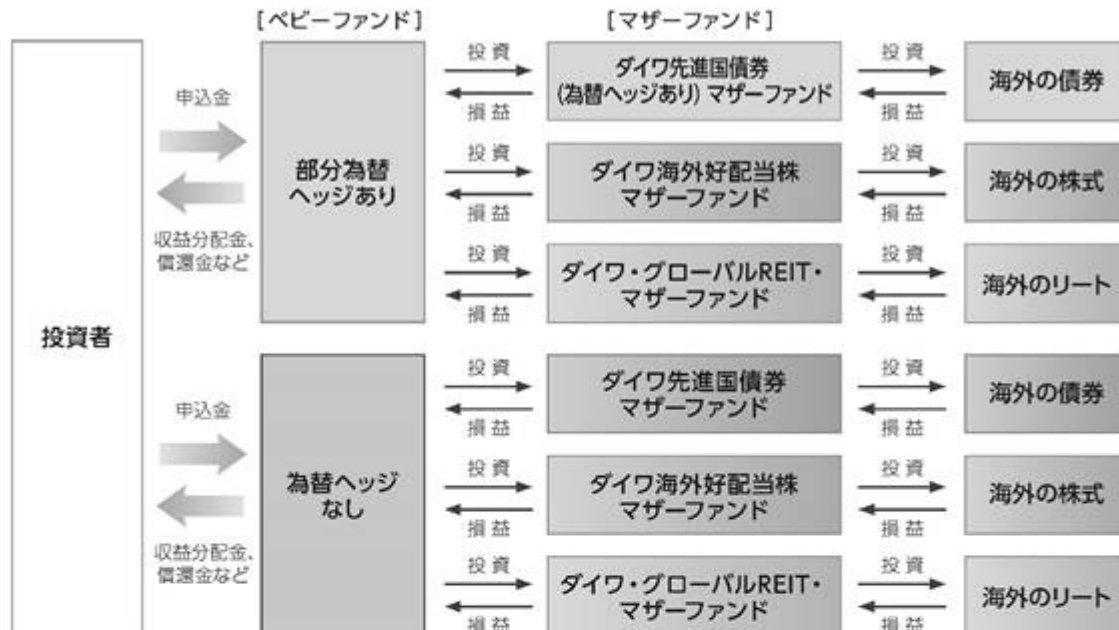 [ベビーファンド]
[マザーファンド]
投資者
申込金
収益分配金、
償還金など
部分為替
ヘッジあり
投資
損益
ダイワ先進国債券
(為替ヘッジあり) マザーファンド
投資
損益
海外の債券
投資
損益
ダイワ海外好配当株
マザーファンド
投資
損益
海外の株式
投資
損益
ダイワ・グローバルREIT・
マザーファンド
投資
損益
海外のリート
申込金
収益分配金、
償還金など
為替ヘッジ
なし
投資
損益
ダイワ先進国債券
マザーファンド
投資
損益
海外の債券
投資
損益
ダイワ海外好配当株
マザーファンド
投資
損益
海外の株式
投資
損益
ダイワ・グローバルREIT・
マザーファンド
投資
損益
海外のリート